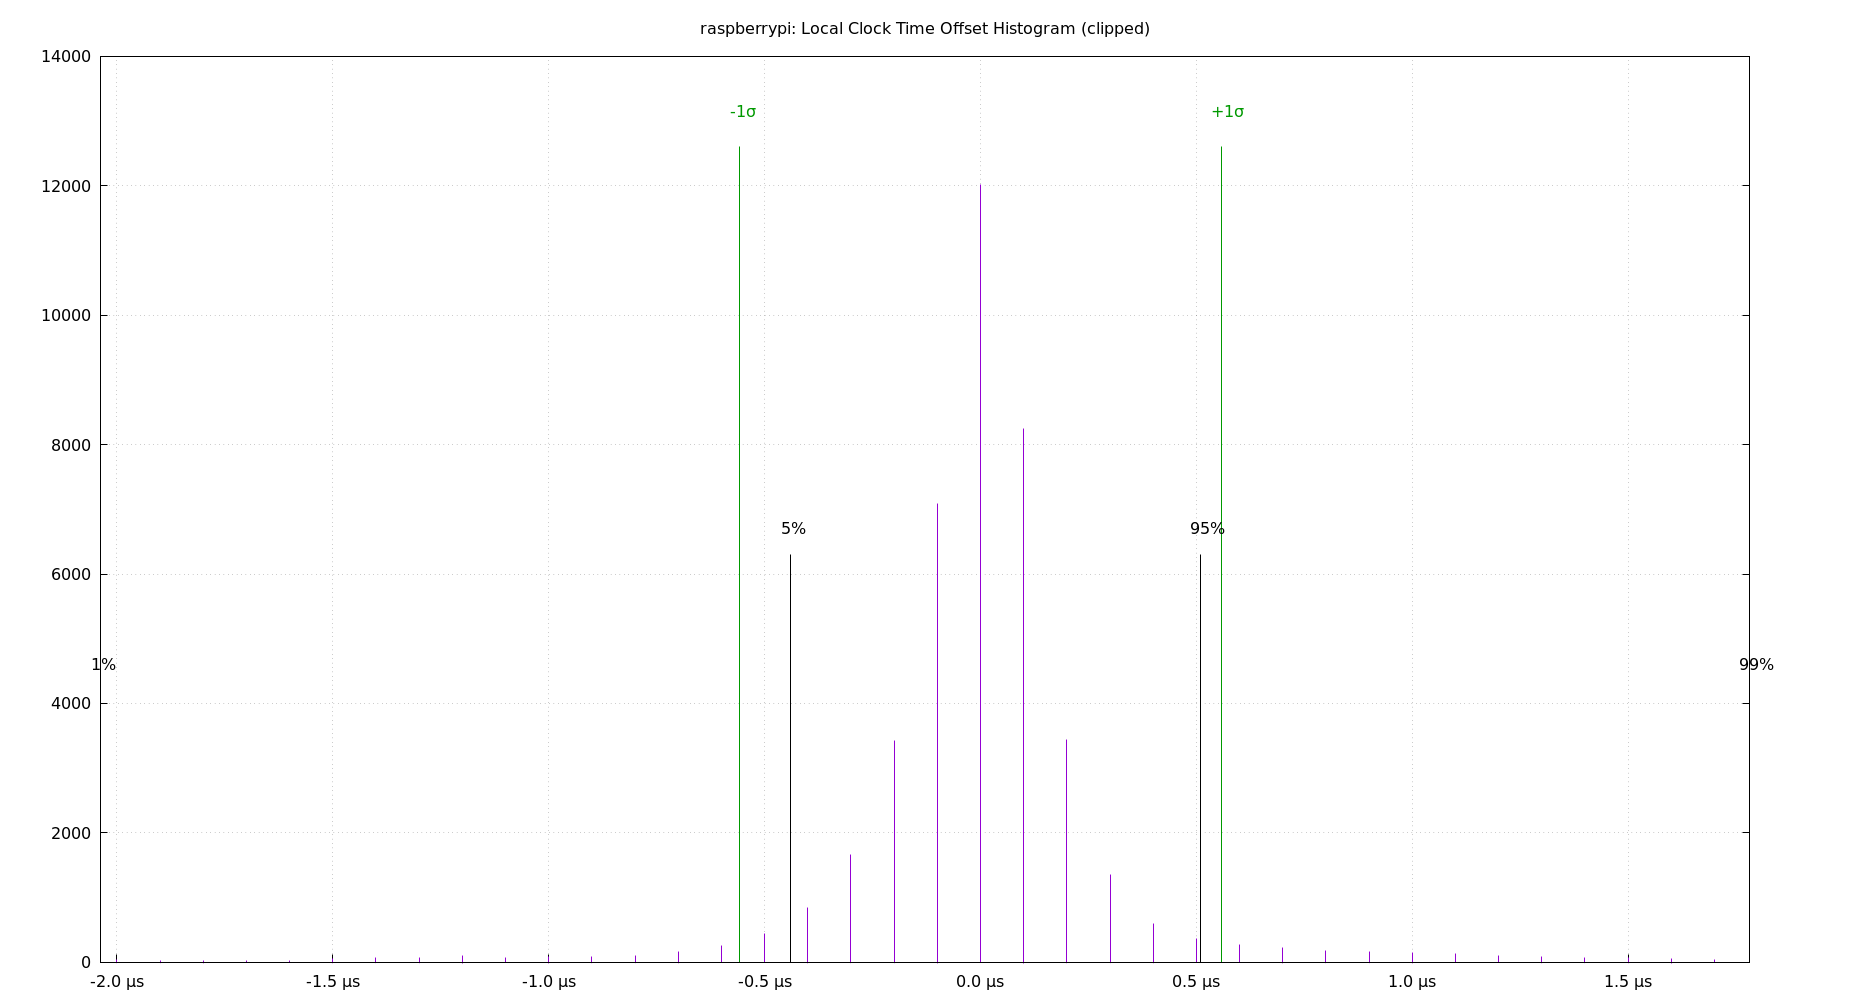 raspberrypi: Local Clock Time Offset Histogram (clipped)
14000
-1σ
+1σ
12000
10000
8000
5%
95%
6000
1%
99%
4000
2000
0
-2.0 μs
-1.5 μs
-1.0 μs
-0.5 μs
0.0 μs
0.5 μs
1.0 μs
1.5 μs